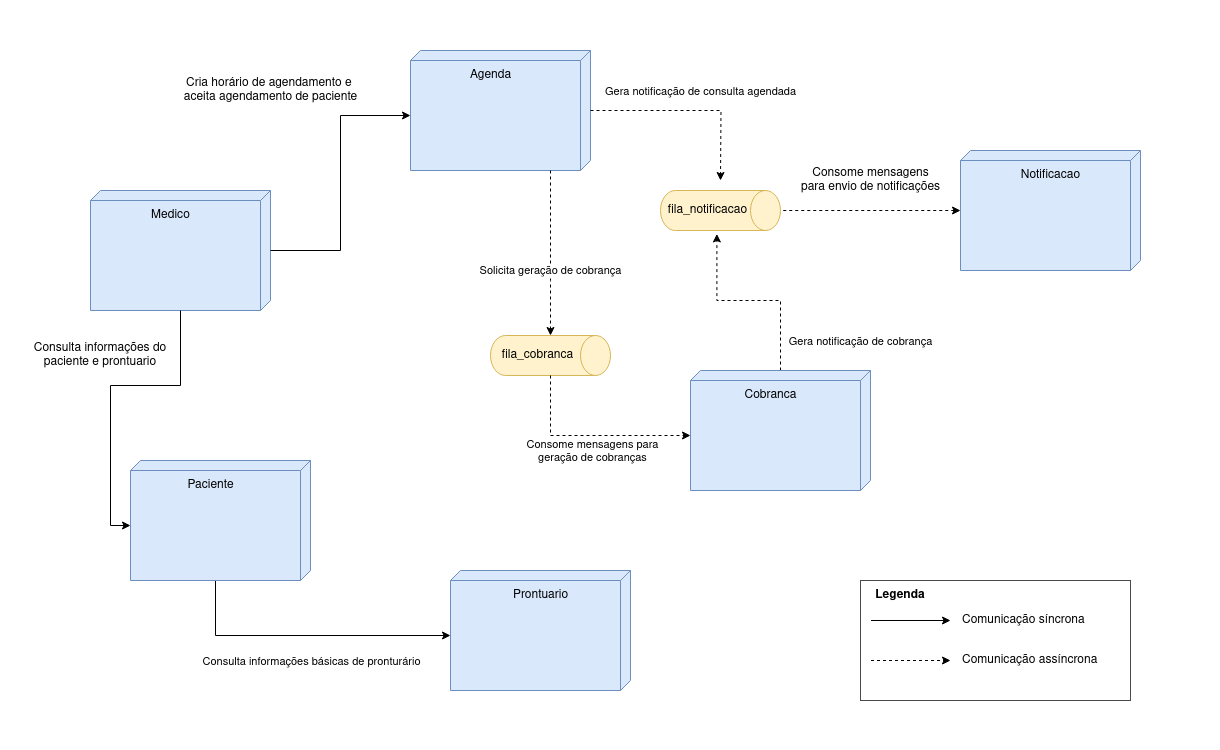 Agenda
Cria horário de agendamento e
aceita agendamento de paciente
Gera notificação de consulta agendada
Consome mensagens
para envio de notificações
Notificacao
fila_notificacao
Medico
Solicita geração de cobrança
Consulta informações do
paciente e prontuario
fila_cobranca
Gera notificação de cobrança
Cobranca
Consome mensagens para
geração de cobranças
Paciente
Prontuario
Consulta informações básicas de pronturário
Legenda
Comunicação síncrona
Comunicação assíncrona